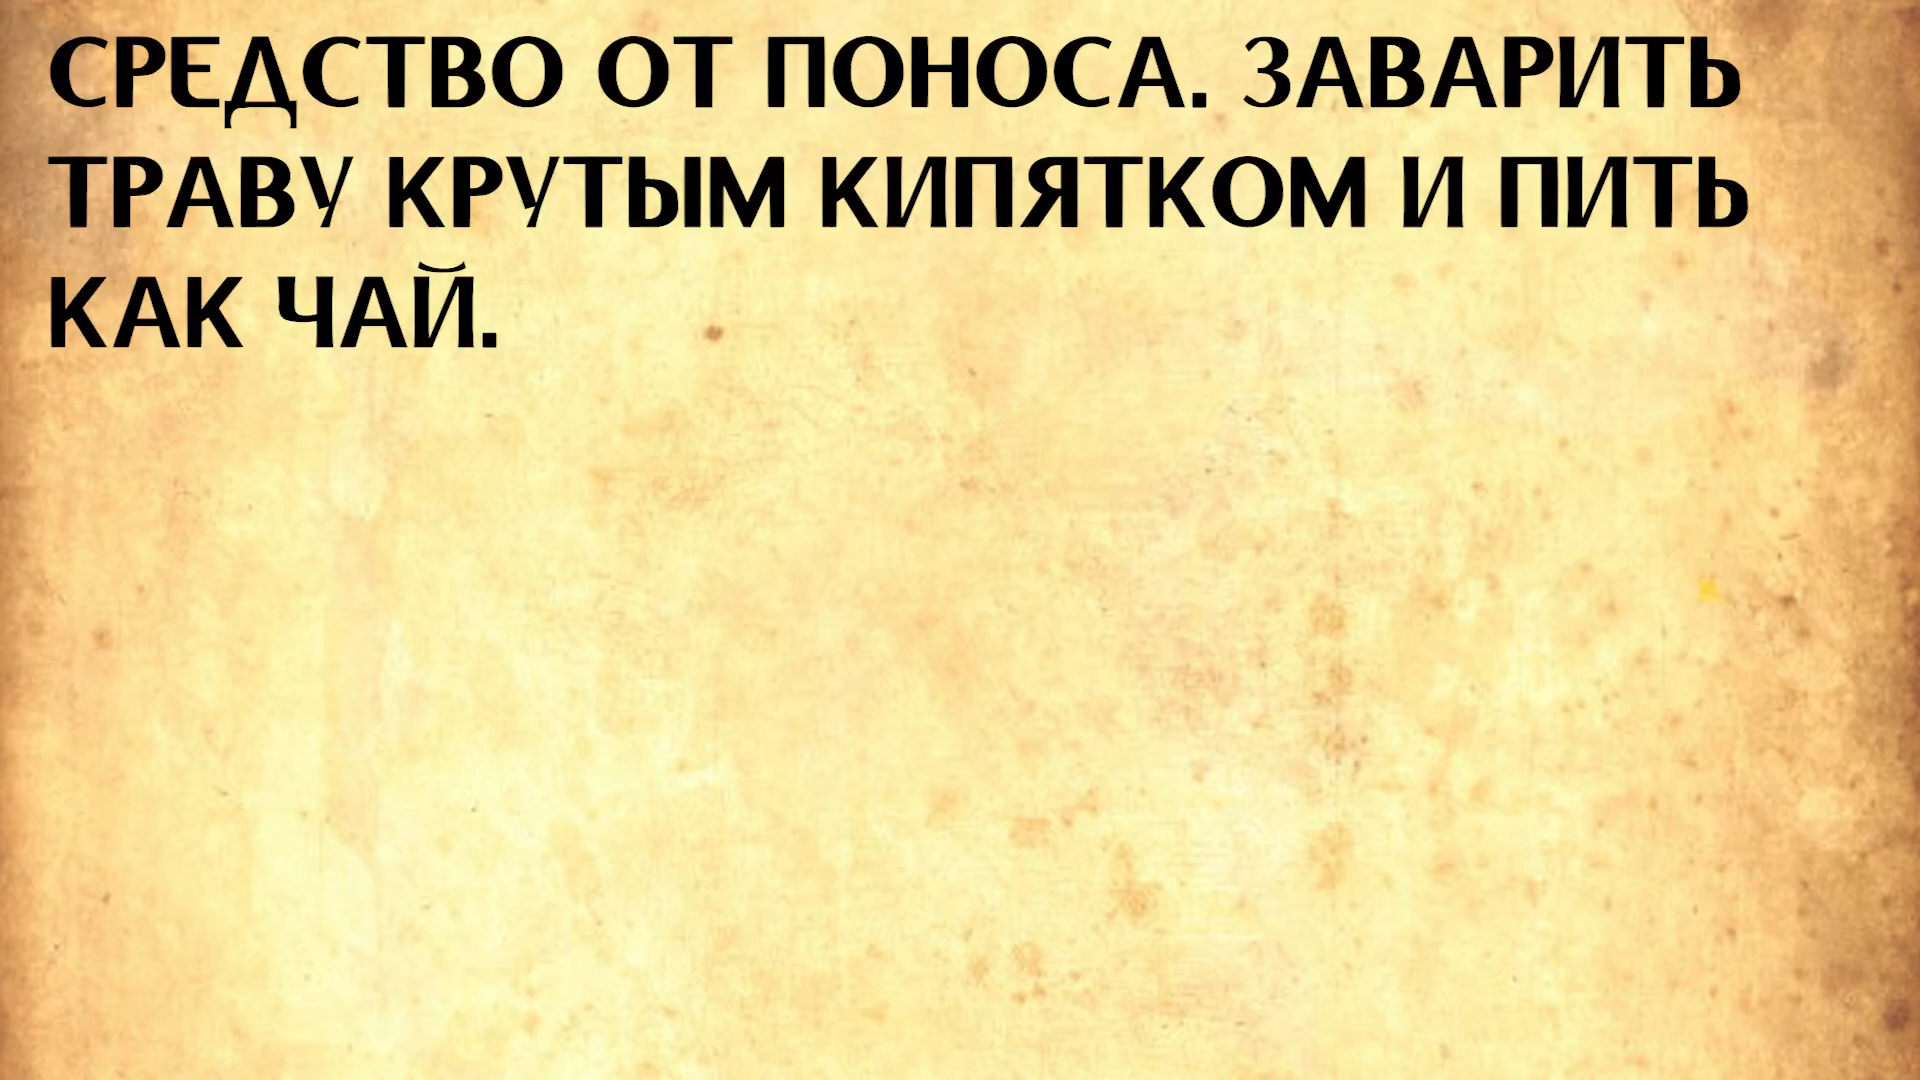 СРЕДСТВО ОТ ПОНОСА. ЗАВАРИТЬ
ТРАВУ КРУТЫМ КИПЯТКОМ И ПИТЬ
КАК ЧАЙ.